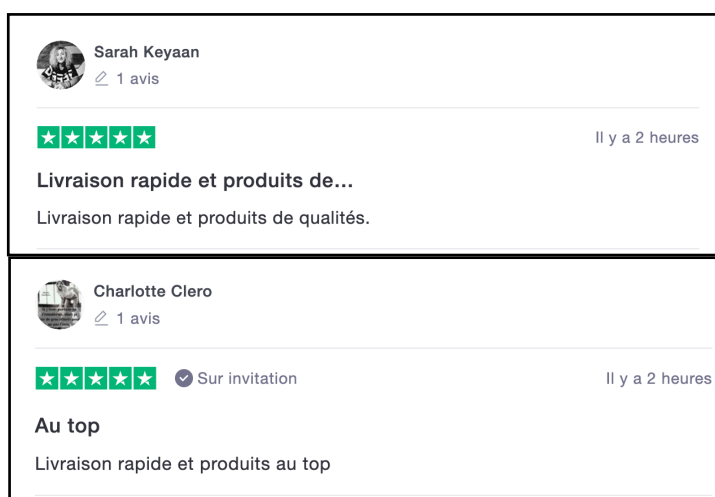 Sarah Keyaan
1 avis
Il y a 2 heures
Livraison rapide et produits de...
Livraison rapide et produits de qualités.
Charlotte Clero
1 avis
Sur invitation
Il y a 2 heures
Au top
Livraison rapide et produits au top